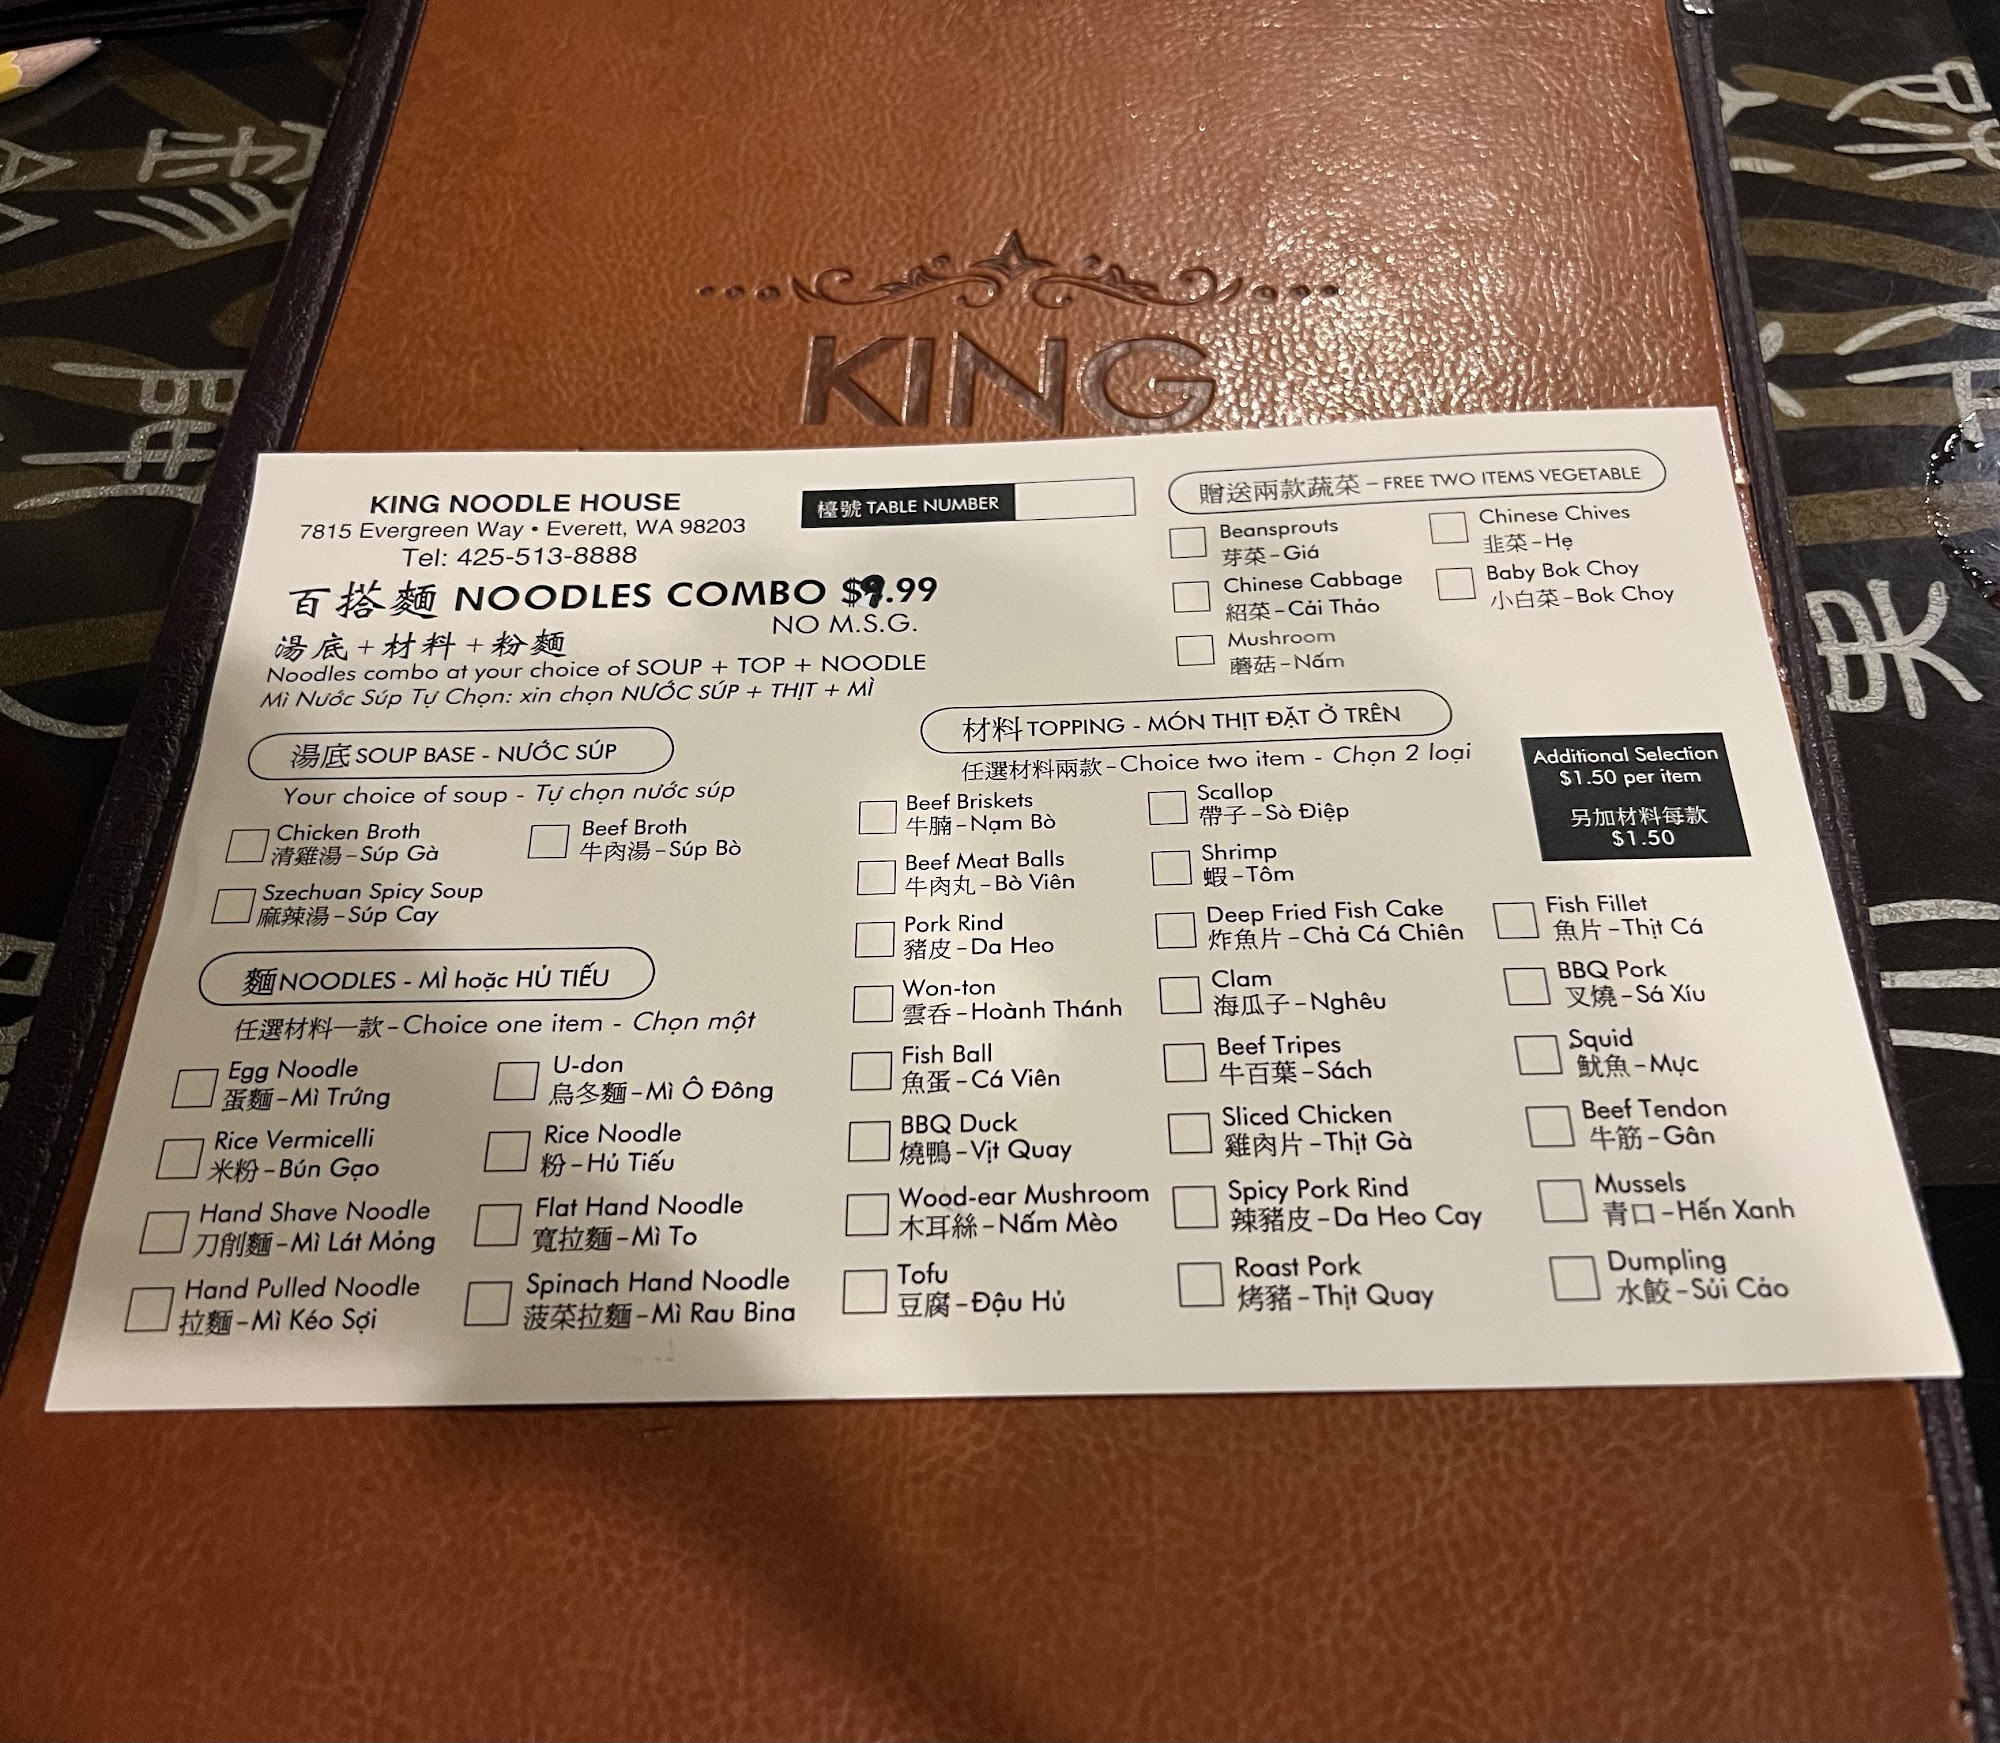 KING
KING NOODLE HOUSE
7815 Evergreen Way • Everett, WA 98203
Tel: 425-513-8888
百搭麵 NOODLES COMBO $9.99
NO M.S.G.
湯底+材料+粉麵
Noodles combo at your choice of SOUP + TOP + NOODLE
Mì Nước Súp Tự Chọn: xin chọn NƯỚC SÚP + THỊT + MÌ
檯號 TABLE NUMBER
贈送兩款蔬菜 – FREE TWO ITEMS VEGETABLE
Beansprouts
芽菜 – Giá
Chinese Cabbage
紹菜 – Cải Thảo
Mushroom
蘑菇 – Nấm
Chinese Chives
韭菜 – Hẹ
Baby Bok Choy
小白菜 – Bok Choy
湯底 SOUP BASE - NƯỚC SÚP
Your choice of soup - Tự chọn nước súp
Chicken Broth
清雞湯 – Súp Gà
Beef Broth
牛肉湯 – Súp Bò
Szechuan Spicy Soup
麻辣湯 – Súp Cay
麵 NOODLES - MÌ hoặc HỦ TIẾU
任選材料一款 – Choice one item - Chọn một
Egg Noodle
蛋麵 – Mì Trứng
U-don
烏冬麵 – Mì Ô Đông
Rice Vermicelli
米粉 – Bún Gạo
Rice Noodle
粉 – Hủ Tiếu
Hand Shave Noodle
刀削麵 – Mì Lát Mỏng
Flat Hand Noodle
寬拉麵 – Mì To
Hand Pulled Noodle
拉麵 – Mì Kéo Sợi
Spinach Hand Noodle
菠菜拉麵 – Mì Rau Bina
材料 TOPPING - MÓN THỊT ĐẶT Ở TRÊN
任選材料兩款 – Choice two item - Chọn 2 loại
Additional Selection
$1.50 per item
另加材料每款
$1.50
Beef Briskets
牛腩 – Nạm Bò
Beef Meat Balls
牛肉丸 – Bò Viên
Pork Rind
豬皮 – Da Heo
Won-ton
雲吞 – Hoành Thánh
Fish Ball
魚蛋 – Cá Viên
BBQ Duck
燒鴨 – Vịt Quay
Wood-ear Mushroom
木耳絲 – Nấm Mèo
Tofu
豆腐 – Đậu Hủ
Scallop
帶子 – Sò Điệp
Shrimp
蝦 – Tôm
Deep Fried Fish Cake
炸魚片 – Chả Cá Chiên
Clam
海瓜子 – Nghêu
Beef Tripes
牛百葉 – Sách
Sliced Chicken
雞肉片 – Thịt Gà
Spicy Pork Rind
辣豬皮 – Da Heo Cay
Roast Pork
烤豬 – Thịt Quay
Fish Fillet
魚片 – Thịt Cá
BBQ Pork
叉燒 – Sá Xíu
Squid
魷魚 – Mực
Beef Tendon
牛筋 – Gân
Mussels
青口 – Hến Xanh
Dumpling
水餃 – Sủi Cảo